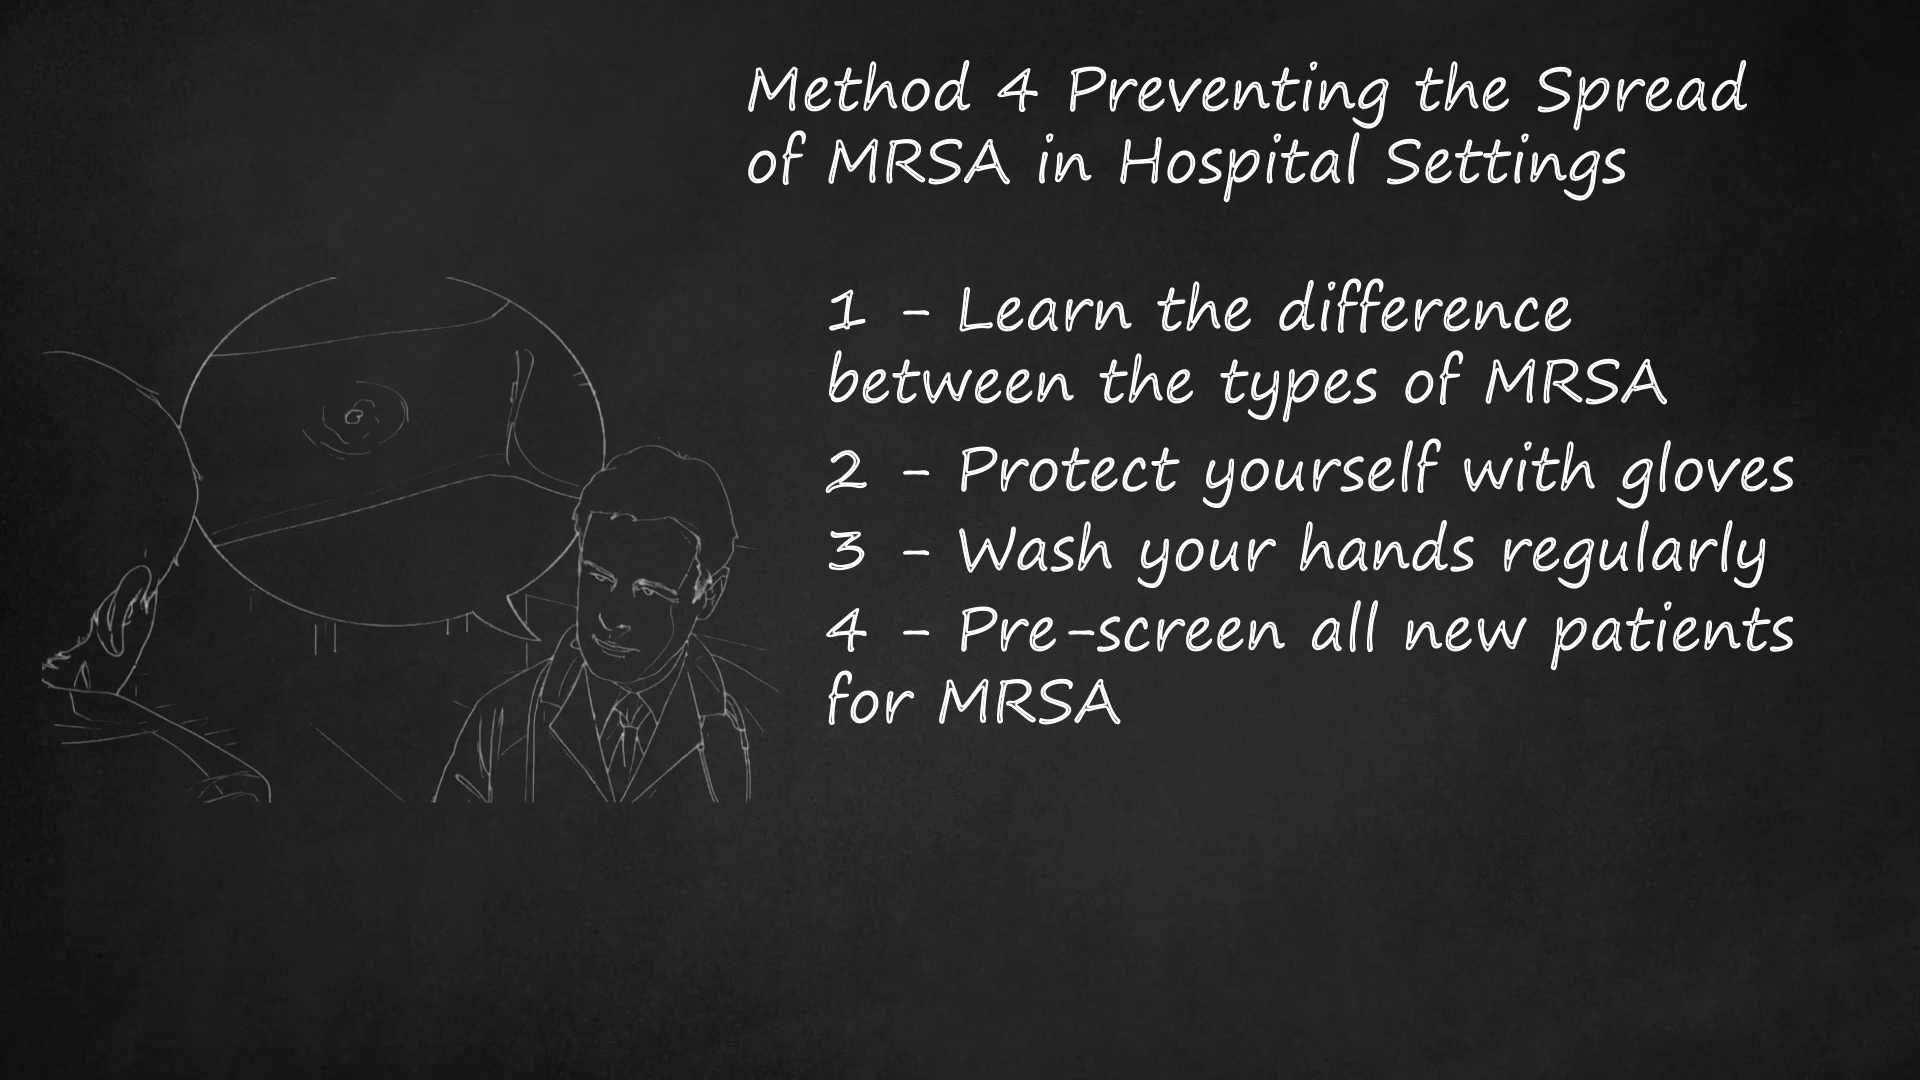 Method 4 Preventing the Spread
of MRSA in Hospital Settings
1 - Learn the difference
between the types of MRSA
2 - Protect yourself with gloves
3 - Wash your hands regularly
4 - Pre-screen all new patients
for MRSA